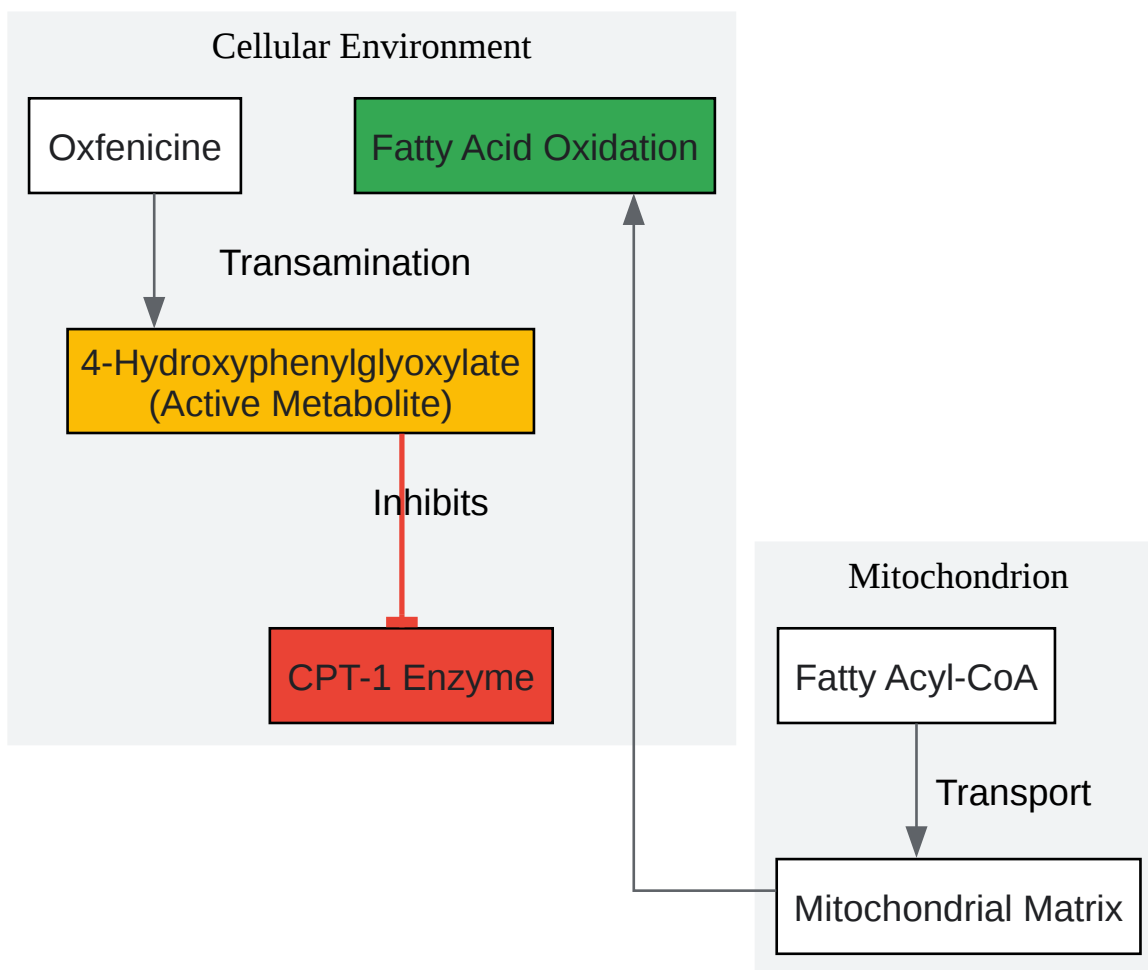 Cellular Environment
Oxfenicine
Fatty Acid Oxidation
Transamination
4-Hydroxyphenylglyoxylate
(Active Metabolite)
Inhibits
CPT-1 Enzyme
Mitochondrion
Fatty Acyl-CoA
Transport
Mitochondrial Matrix